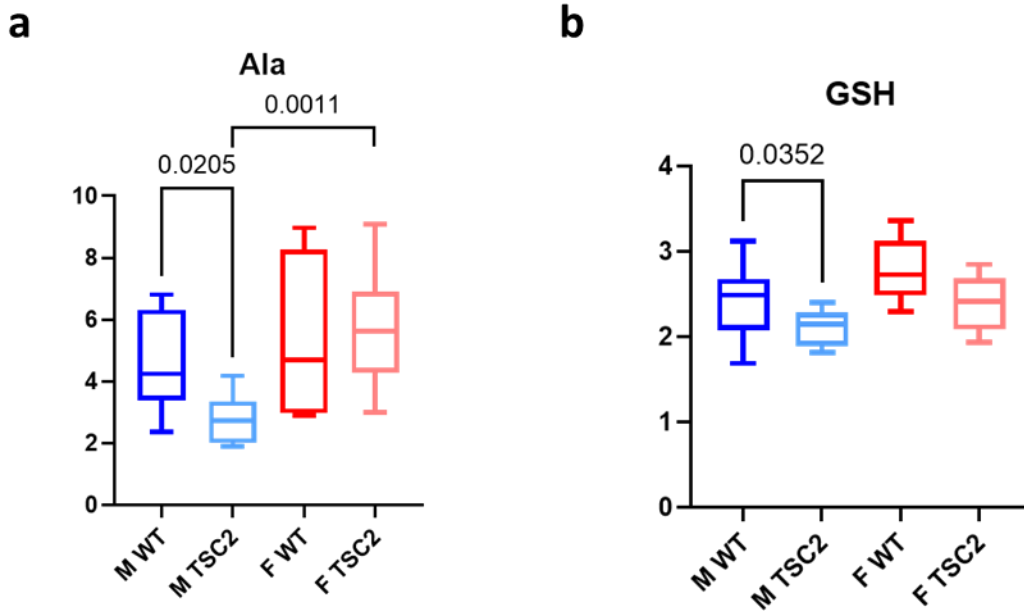 a
Ala
0.0011
0.0205
10
8
6
4
2
0
M WT
M TSC2
F WT
F TSC2
b
GSH
0.0352
4
3
2
1
0
M WT
M TSC2
F WT
F TSC2